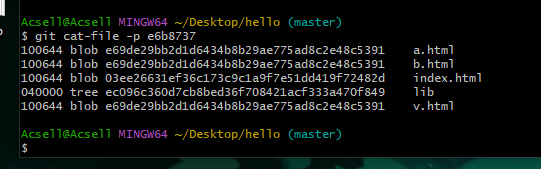 Acsell@Acsell MINGW64 ~/Desktop/hello (master)
$ git cat-file -p e6b8737
100644 blob e69de29bb2d1d6434b8b29ae775ad8c2e48c5391    a.html
100644 blob e69de29bb2d1d6434b8b29ae775ad8c2e48c5391    b.html
100644 blob 03ee26631ef36c173c9c1a9f7e51dd419f72482d    index.html
040000 tree ec096c360d7cb8bed36f708421acf333a470f849    lib
100644 blob e69de29bb2d1d6434b8b29ae775ad8c2e48c5391    v.html
Acsell@Acsell MINGW64 ~/Desktop/hello (master)
$